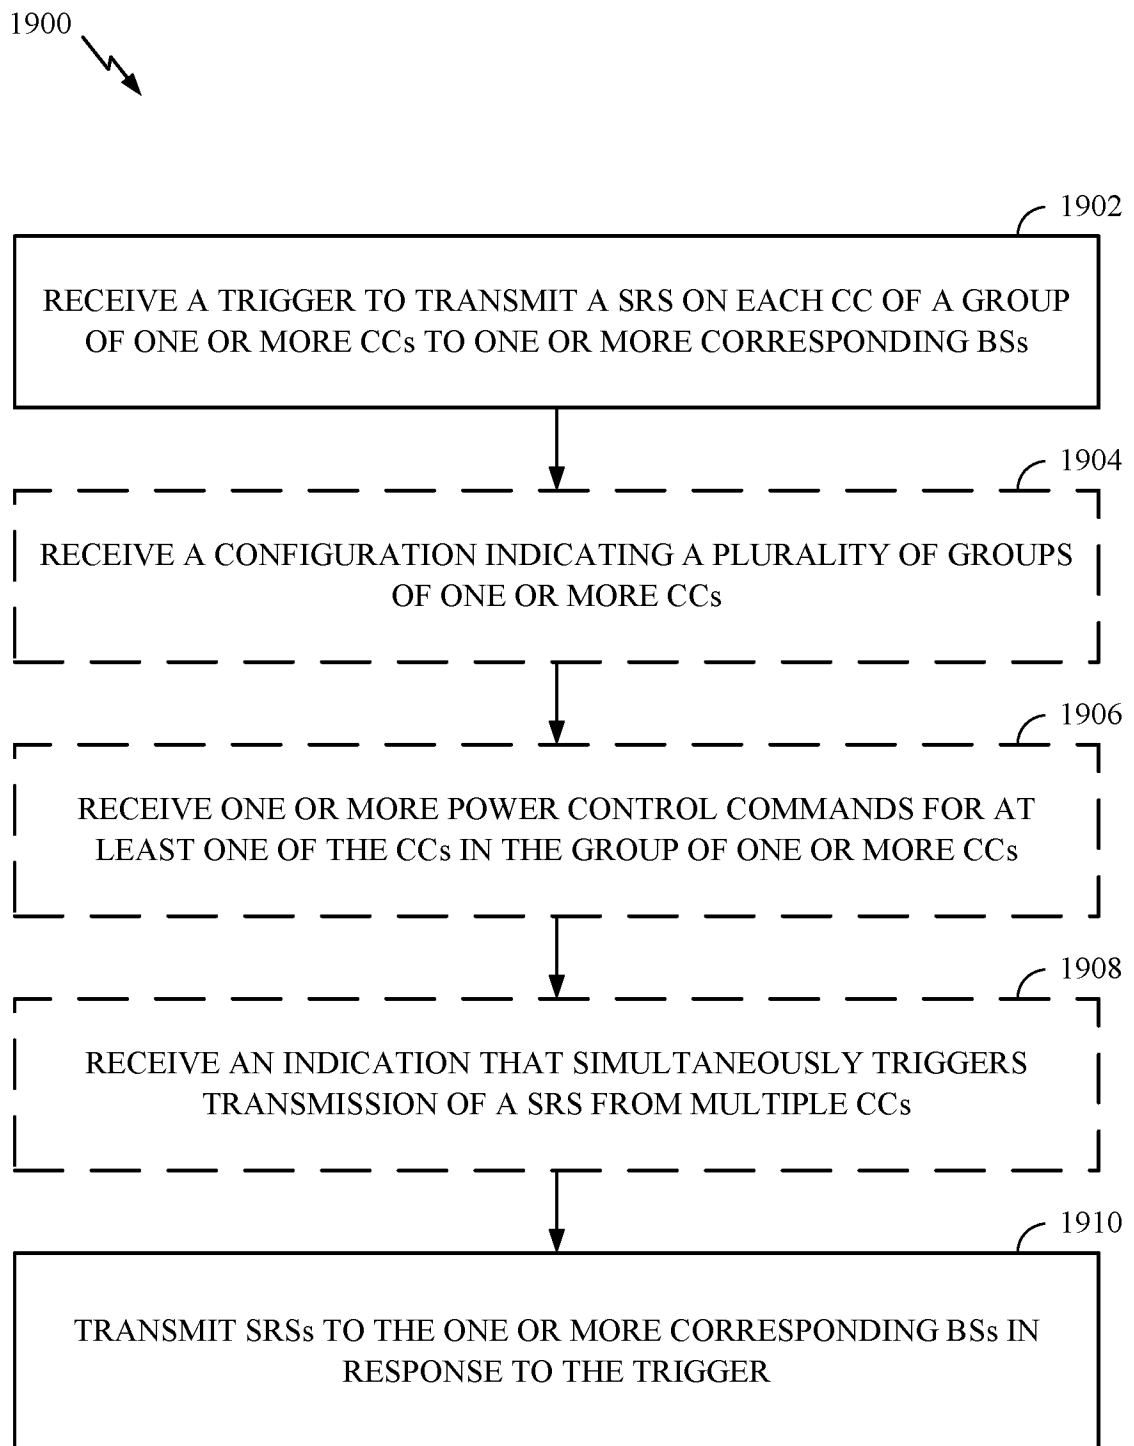 1900
1902
RECEIVE A TRIGGER TO TRANSMIT A SRS ON EACH CC OF A GROUP
OF ONE OR MORE CCs TO ONE OR MORE CORRESPONDING BSs
1904
RECEIVE A CONFIGURATION INDICATING A PLURALITY OF GROUPS
OF ONE OR MORE CCs
1906
RECEIVE ONE OR MORE POWER CONTROL COMMANDS FOR AT
LEAST ONE OF THE CCs IN THE GROUP OF ONE OR MORE CCs
1908
RECEIVE AN INDICATION THAT SIMULTANEOUSLY TRIGGERS
TRANSMISSION OF A SRS FROM MULTIPLE CCs
1910
TRANSMIT SRSs TO THE ONE OR MORE CORRESPONDING BSs IN
RESPONSE TO THE TRIGGER